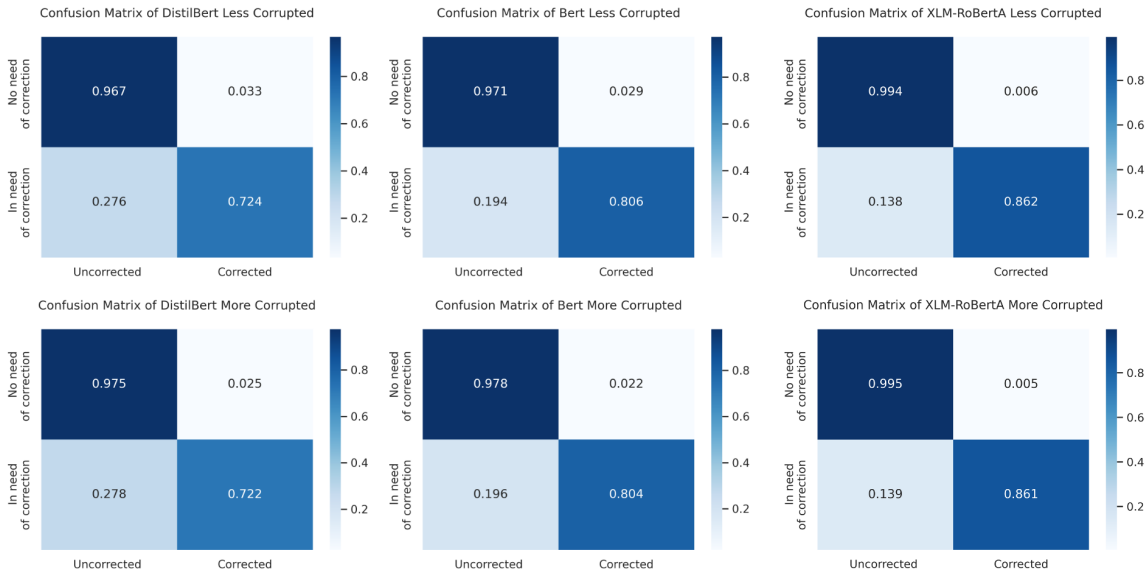 Confusion Matrix of DistilBert Less Corrupted
No need
of correction
In need
of correction
0.967
0.033
0.276
0.724
Uncorrected
Corrected
0.8
0.6
0.4
0.2
Confusion Matrix of Bert Less Corrupted
No need
of correction
In need
of correction
0.971
0.029
0.194
0.806
Uncorrected
Corrected
0.8
0.6
0.4
0.2
Confusion Matrix of XLM-RoBertA Less Corrupted
No need
of correction
In need
of correction
0.994
0.006
0.138
0.862
Uncorrected
Corrected
0.8
0.6
0.4
0.2
Confusion Matrix of DistilBert More Corrupted
No need
of correction
In need
of correction
0.975
0.025
0.278
0.722
Uncorrected
Corrected
0.8
0.6
0.4
0.2
Confusion Matrix of Bert More Corrupted
No need
of correction
In need
of correction
0.978
0.022
0.196
0.804
Uncorrected
Corrected
0.8
0.6
0.4
0.2
Confusion Matrix of XLM-RoBertA More Corrupted
No need
of correction
In need
of correction
0.995
0.005
0.139
0.861
Uncorrected
Corrected
0.8
0.6
0.4
0.2